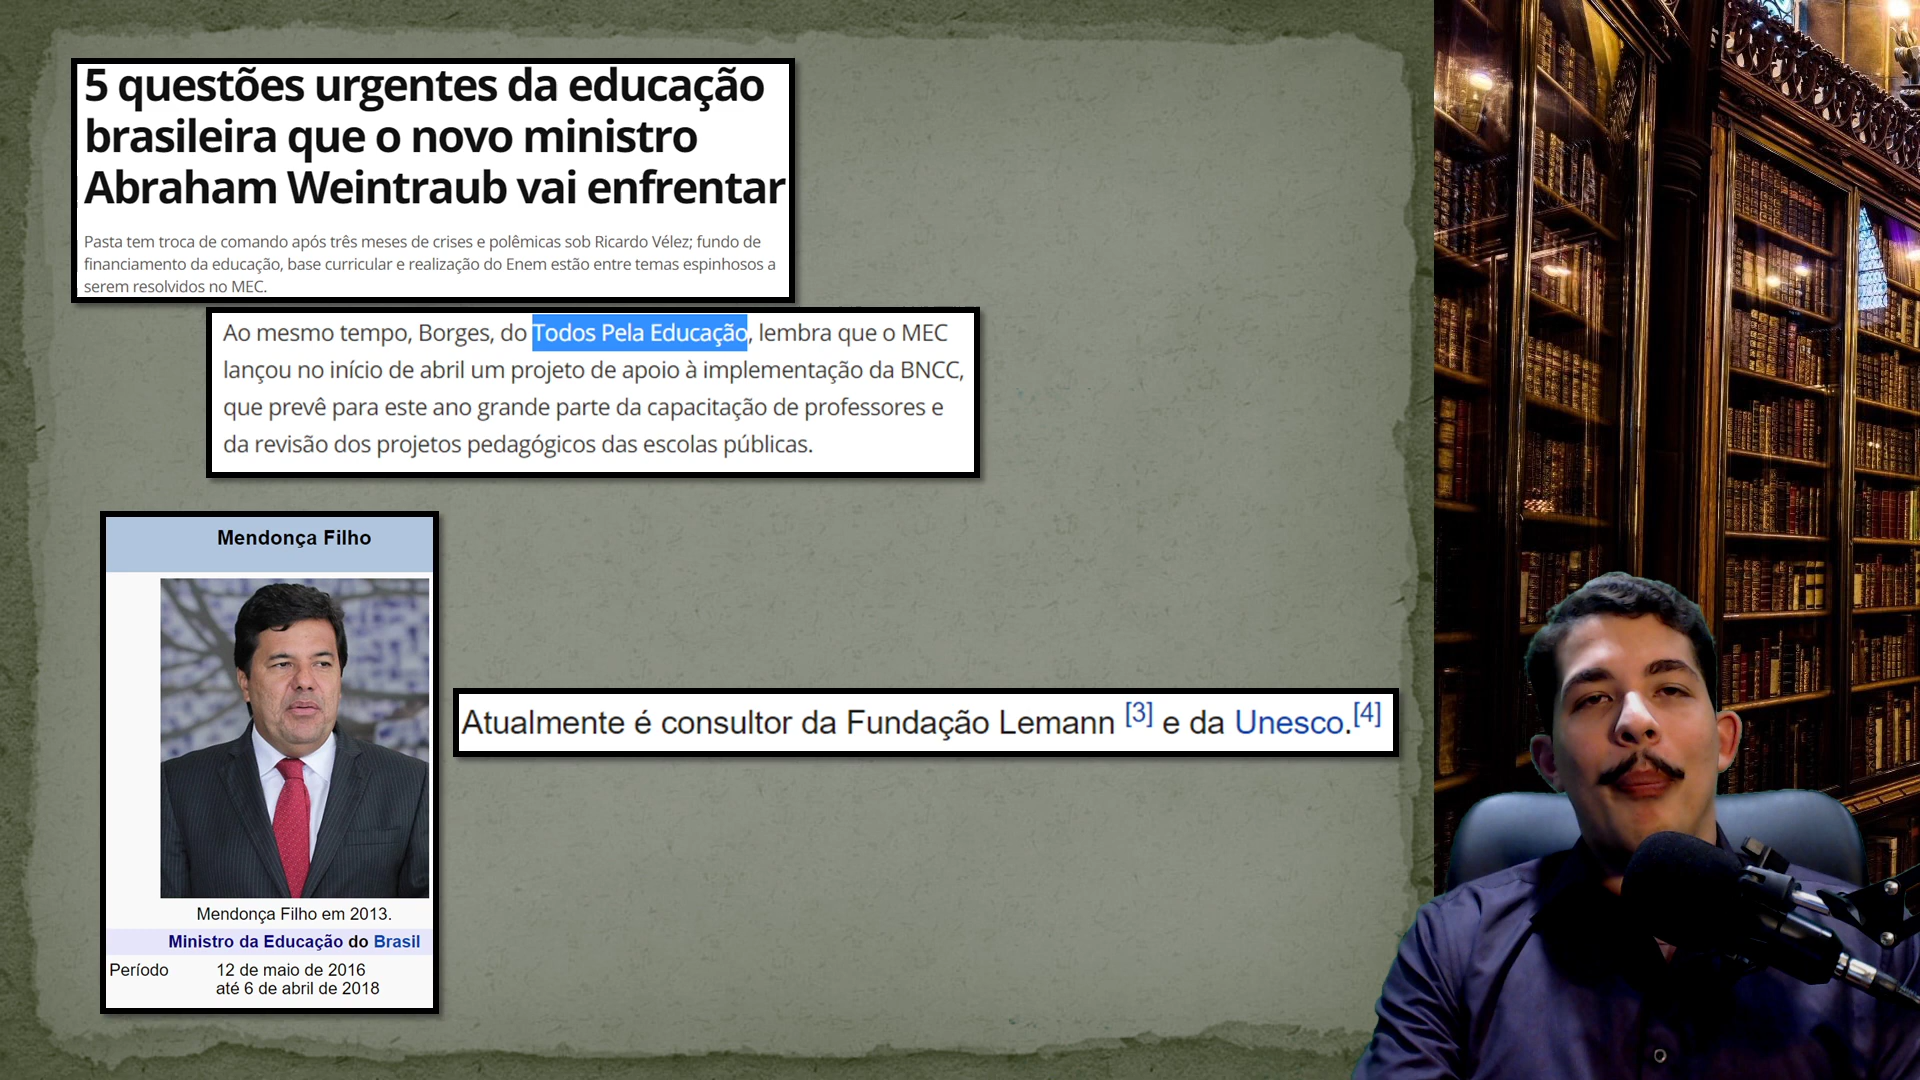 5 questões urgentes da educação
brasileira que o novo ministro
Abraham Weintraub vai enfrentar
Pasta tem troca de comando após três meses de crises e polêmicas sob Ricardo Vélez; fundo de
financiamento da educação, base curricular e realização do Enem estão entre temas espinhosos a
serem resolvidos no MEC.
Ao mesmo tempo, Borges, do Todos Pela Educação, lembra que o MEC
lançou no início de abril um projeto de apoio à implementação da BNCC,
que prevê para este ano grande parte da capacitação de professores e
da revisão dos projetos pedagógicos das escolas públicas.
Mendonça Filho
Mendonça Filho em 2013.
Ministro da Educação do Brasil
Período 12 de maio de 2016
até 6 de abril de 2018
Atualmente é consultor da Fundação Lemann [3] e da Unesco.[4]